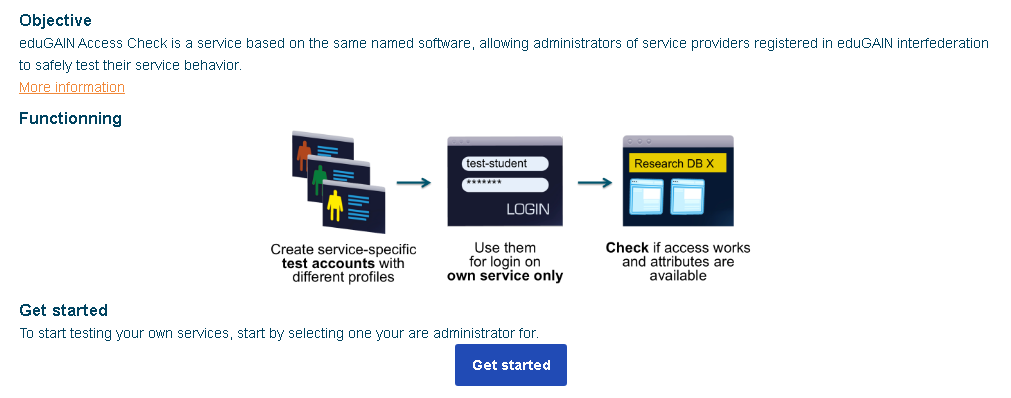 Objective
eduGAIN Access Check is a service based on the same named software, allowing administrators of service providers registered in eduGAIN interfederation
to safely test their service behavior.
More information
Functionning
test-student
*******
LOGIN
Research DB X
Create service-specific
test accounts with
different profiles
Use them
for login on
own service only
Check if access works
and attributes are
available
Get started
To start testing your own services, start by selecting one your are administrator for.
Get started